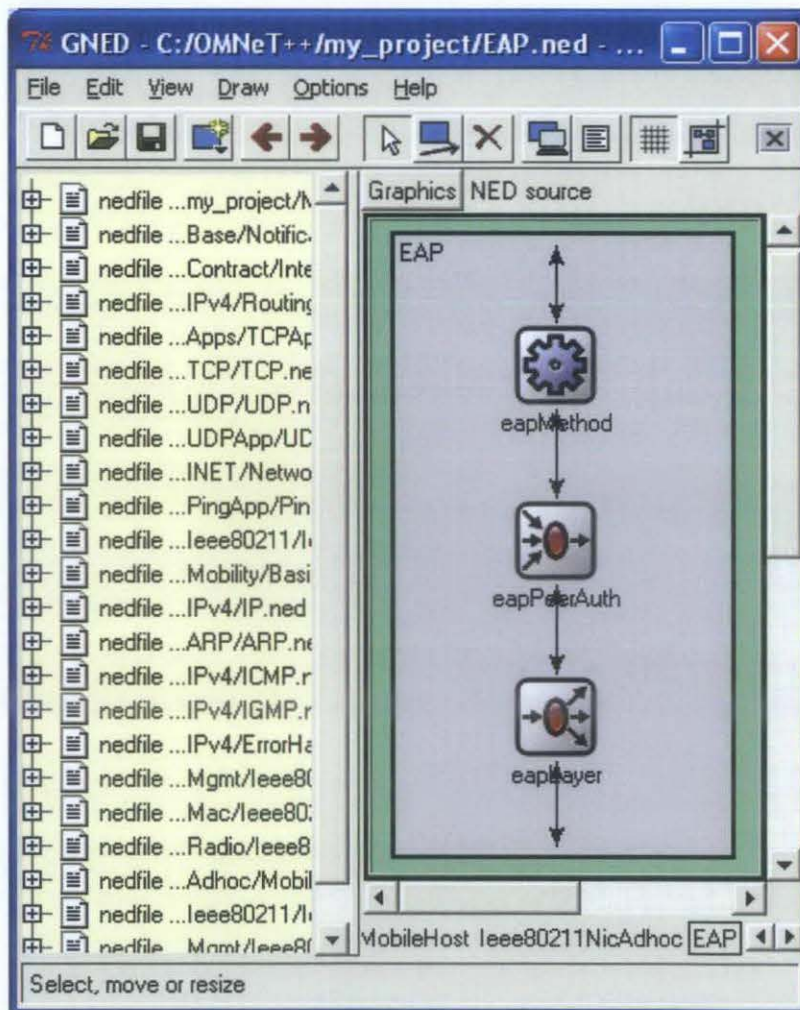 GNED - C:/OMNeT++/my_project/EAP.ned - ...
File Edit View Draw Options Help
nedfile ...my_project/
nedfile ...Base/Notific
nedfile ...Contract/Inte
nedfile ...IPv4/Routing
nedfile ...Apps/TCPAp
nedfile ...TCP/TCP.ne
nedfile ...UDP/UDP.n
nedfile ...UDPApp/UD
nedfile ...INET/Netwo
nedfile ...PingApp/Pin
nedfile ...Ieee80211/I
nedfile ...Mobility/Basi
nedfile ...IPv4/IP.ned
nedfile ...ARP/ARP.ne
nedfile ...IPv4/ICMP.r
nedfile ...IPv4/IGMP.r
nedfile ...IPv4/ErrorHa
nedfile ...Mgmt/Ieee80
nedfile ...Mac/Ieee80
nedfile ...Radio/Ieee8
nedfile ...Adhoc/Mobil
nedfile ...Ieee80211/I
nedfile ...Mgmt/Ieee80
Graphics NED source
EAP
eapMethod
eapPeerAuth
eapLayer
MobileHost Ieee80211NicAdhoc EAP
Select, move or resize